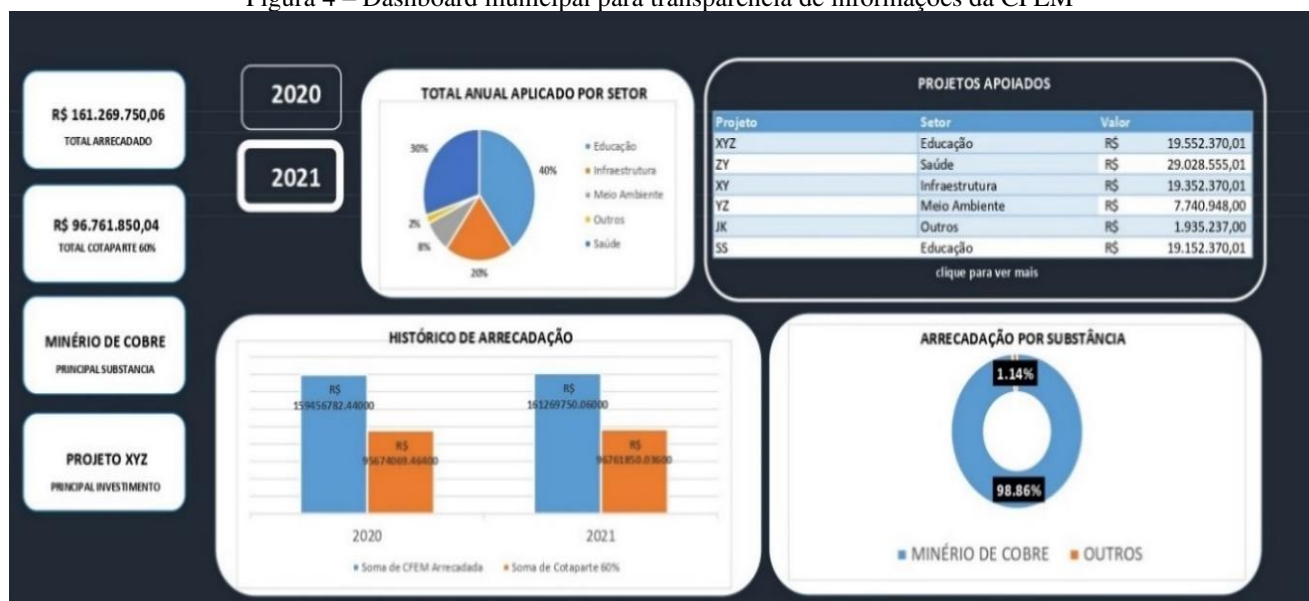 Figura 4 – Dashboard municipal para transparência de informações da CFEM
R$ 161.269.750,06
TOTAL ARRECADADO
R$ 96.761.850,04
TOTAL COTAPARTE 60%
MINÉRIO DE COBRE
PRINCIPAL SUBSTANCIA
PROJETO XYZ
PRINCIPAL INVESTIMENTO
2020
2021
TOTAL ANUAL APLICADO POR SETOR
30%
40%
2%
8%
20%
Educação
Infraestrutura
Meio Ambiente
Outros
Saúde
PROJETOS APOIADOS
Projeto Setor Valor
XYZ Educação R$ 19.552.370,01
ZY Saúde R$ 29.028.555,01
XY Infraestrutura R$ 19.352.370,01
YZ Meio Ambiente R$ 7.740.948,00
JK Outros R$ 1.935.237,00
SS Educação R$ 19.152.370,01
clique para ver mais
HISTÓRICO DE ARRECADAÇÃO
R$
159456782.44000
R$
95674069.46400
R$
161269750.06000
R$
96761850.03600
2020 2021
Soma de CFEM Arrecadada Soma de Cotaparte 60%
ARRECADAÇÃO POR SUBSTÂNCIA
1.14%
98.86%
MINÉRIO DE COBRE OUTROS